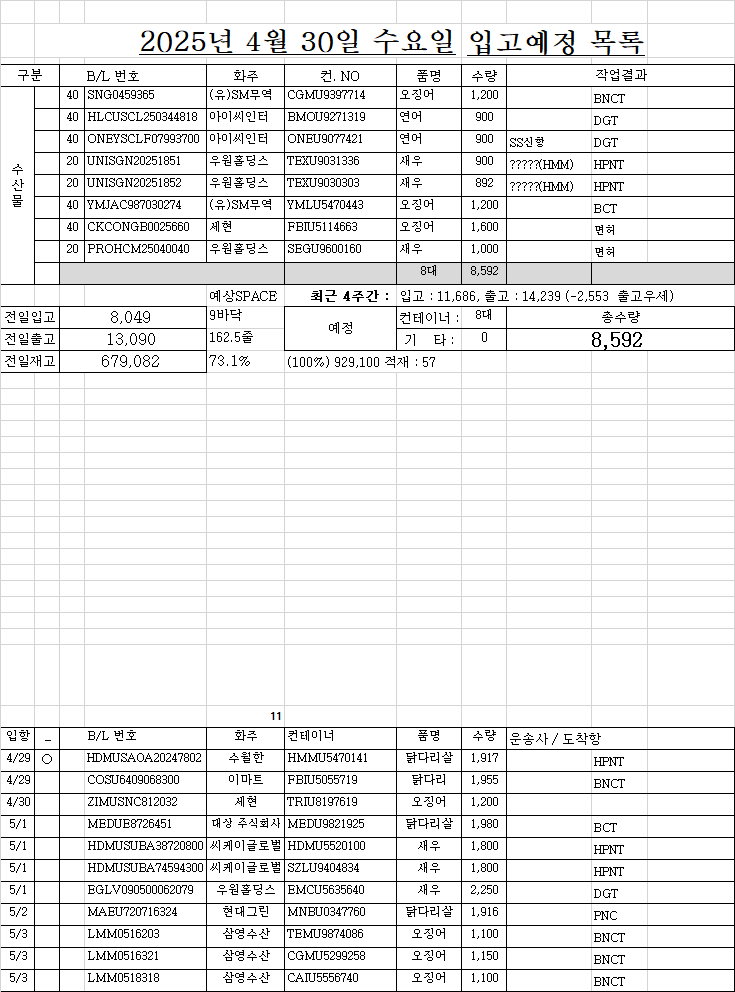 2025년 4월 30일 수요일 입고예정 목록
구분 B/L 번호 화주 컨. NO 품명 수량 작업결과
수산물
40 SNG0459365 (유)SM무역 CGMU9397714 오징어 1,200 BNCT
40 HLCUSCL250344818 아이씨인터 BMOU9271319 연어 900 DGT
40 ONEYSCLF07993700 아이씨인터 ONEU9077421 연어 900 SS신항 DGT
20 UNISGN20251851 우원홀딩스 TEXU9031336 새우 900 ?????(HMM) HPNT
20 UNISGN20251852 우원홀딩스 TEXU9030303 새우 892 ?????(HMM) HPNT
40 YMJAC987030274 (유)SM무역 YMLU5470443 오징어 1,200 BCT
40 CKCONGB0025660 세현 FBIU5114663 오징어 1,600 면허
20 PROHCM25040040 우원홀딩스 SEGU9600160 새우 1,000 면허
8대 8,592
예상SPACE 최근 4주간 : 입고 : 11,686, 출고 : 14,239 (-2,553 출고우세)
전일입고 8,049 9바닥 예정 컨테이너 : 8대 총수량
전일출고 13,090 162.5줄 기 타 : 0 8,592
전일재고 679,082 73.1% (100%) 929,100 적재 : 57
11
입항 _ B/L 번호 화주 컨테이너 품명 수량 운송사 / 도착항
4/29 ○ HDMUSAOA20247802 수월한 HMMU5470141 닭다리살 1,917 HPNT
4/29 COSU6409068300 이마트 FBIU5055719 닭다리 1,955 BNCT
4/30 ZIMUSNC812032 세현 TRIU8197619 오징어 1,200
5/1 MEDUE8726451 대상 주식회사 MEDU9821925 닭다리살 1,980 BCT
5/1 HDMUSUBA38720800 씨케이글로벌 HDMU5520100 새우 1,800 HPNT
5/1 HDMUSUBA74594300 씨케이글로벌 SZLU9404834 새우 1,800 HPNT
5/1 EGLV090500062079 우원홀딩스 EMCU5635640 새우 2,250 DGT
5/2 MAEU720716324 현대그린 MNBU0347760 닭다리살 1,916 PNC
5/3 LMM0516203 삼영수산 TEMU9874086 오징어 1,100 BNCT
5/3 LMM0516321 삼영수산 CGMU5299258 오징어 1,150 BNCT
5/3 LMM0518318 삼영수산 CAIU5556740 오징어 1,100 BNCT